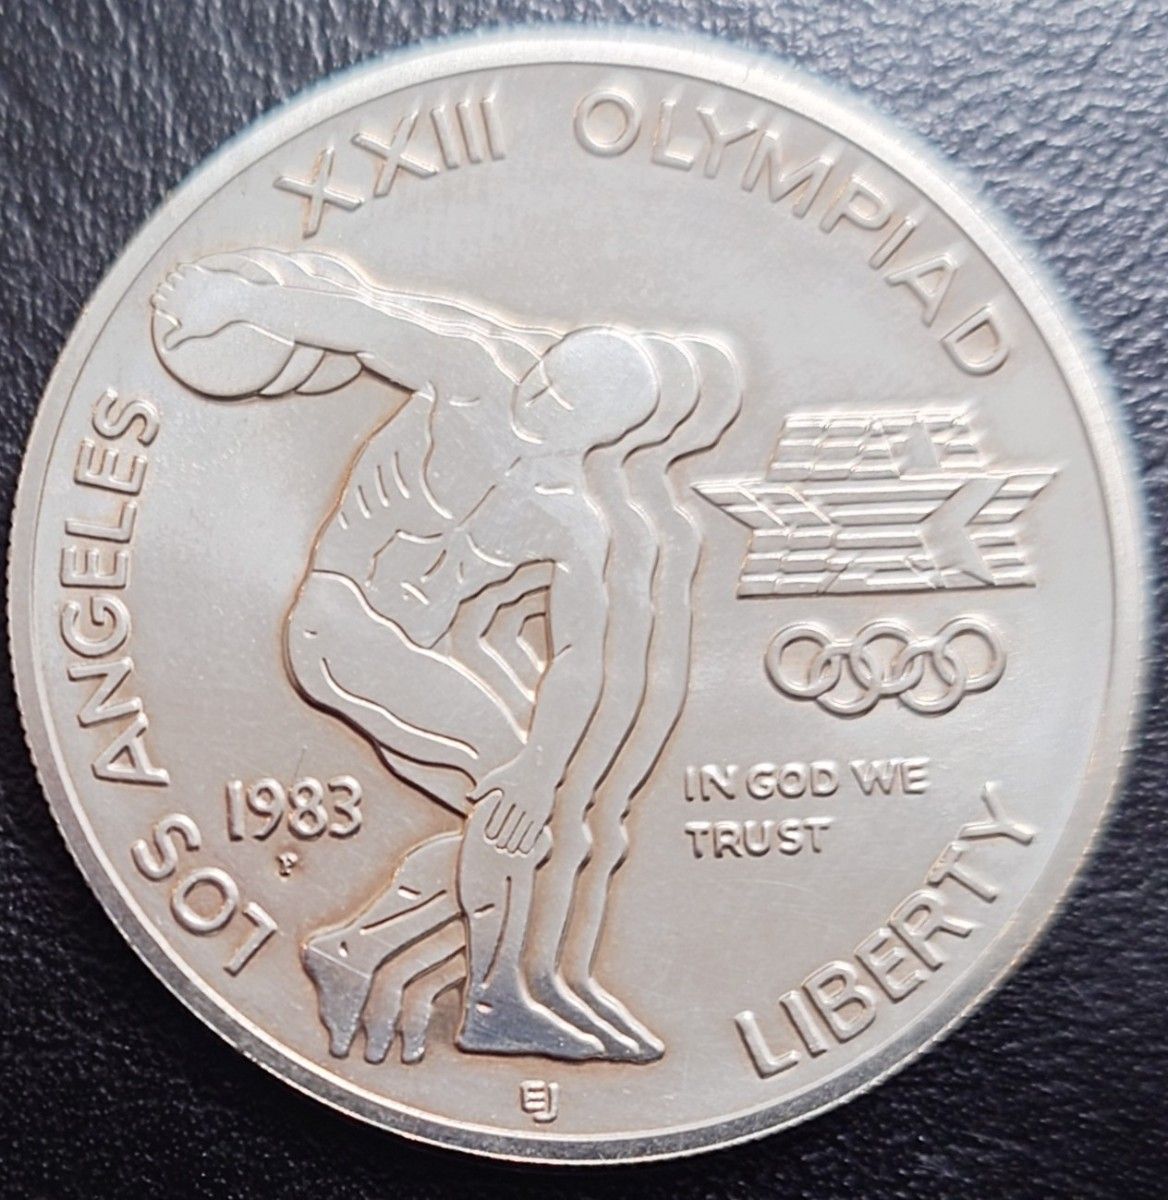 LOS ANGELES XXIII OLYMPIAD
1983
P
IN GOD WE
TRUST
LIBERTY
EJ